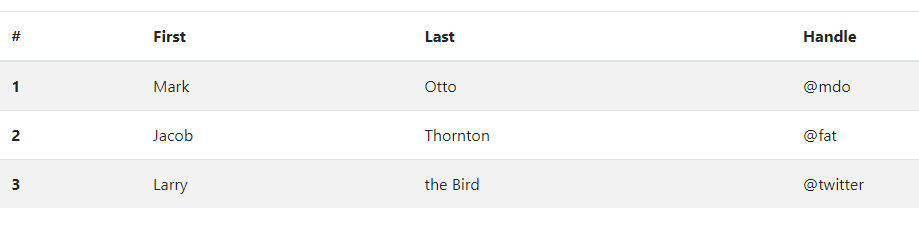 # First Last Handle
1 Mark Otto @mdo
2 Jacob Thornton @fat
3 Larry the Bird @twitter